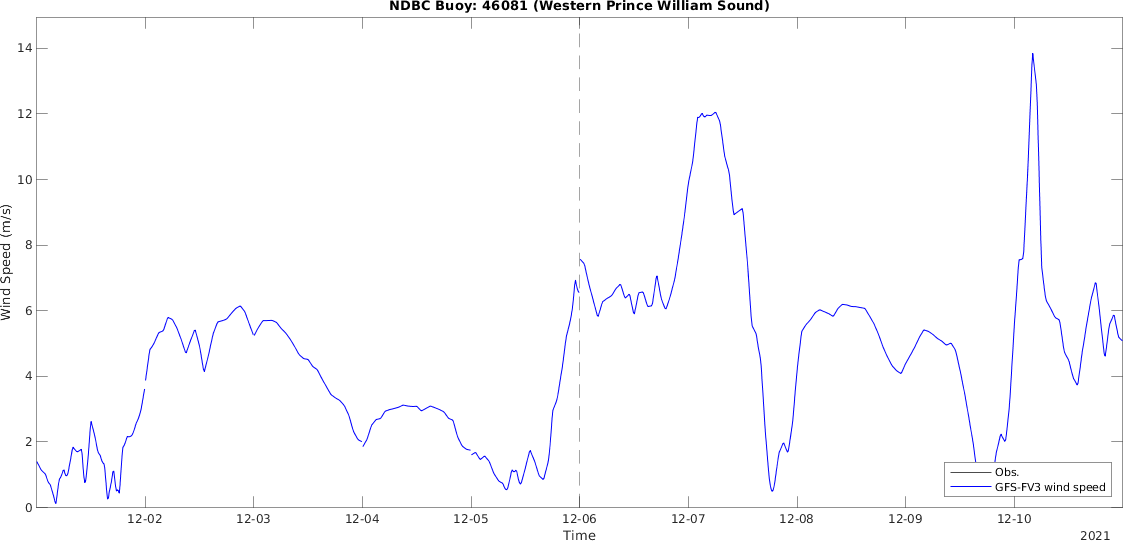 NDBC Buoy: 46081 (Western Prince William Sound)
Wind Speed (m/s)
14
12
10
8
6
4
2
0
12-02 12-03 12-04 12-05 12-06 12-07 12-08 12-09 12-10
Time
2021
Obs.
GFS-FV3 wind speed